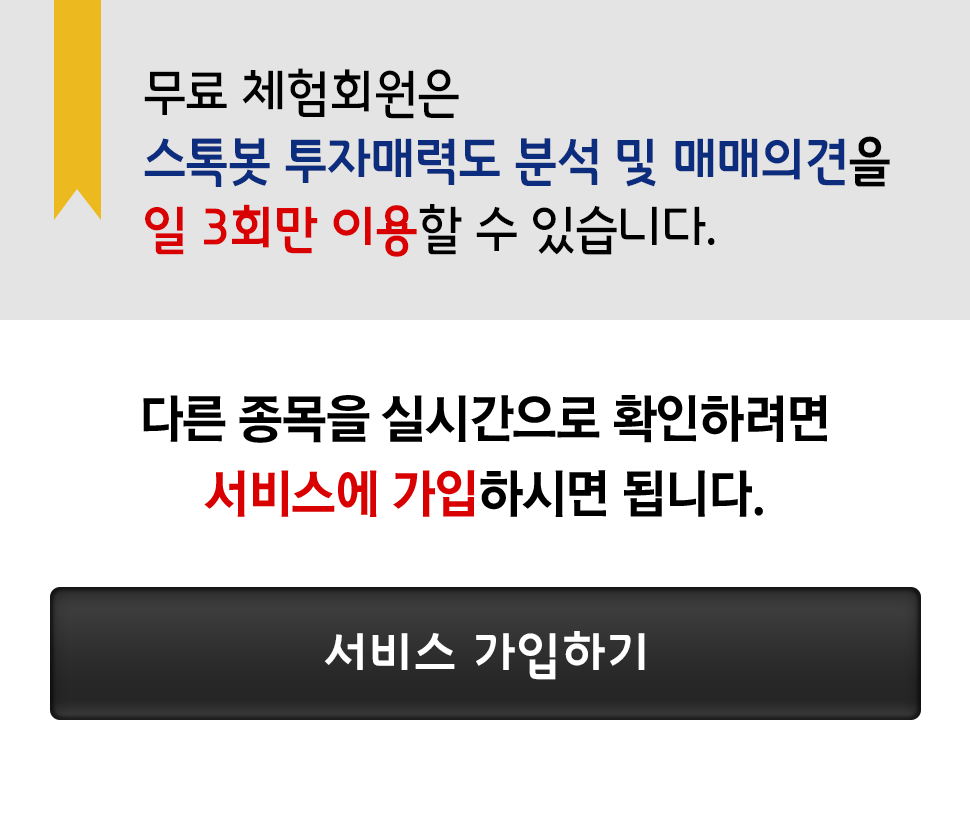 무료 체험회원은
스톡봇 투자매력도 분석 및 매매의견을
일 3회만 이용할 수 있습니다.
다른 종목을 실시간으로 확인하려면
서비스에 가입하시면 됩니다.
서비스 가입하기